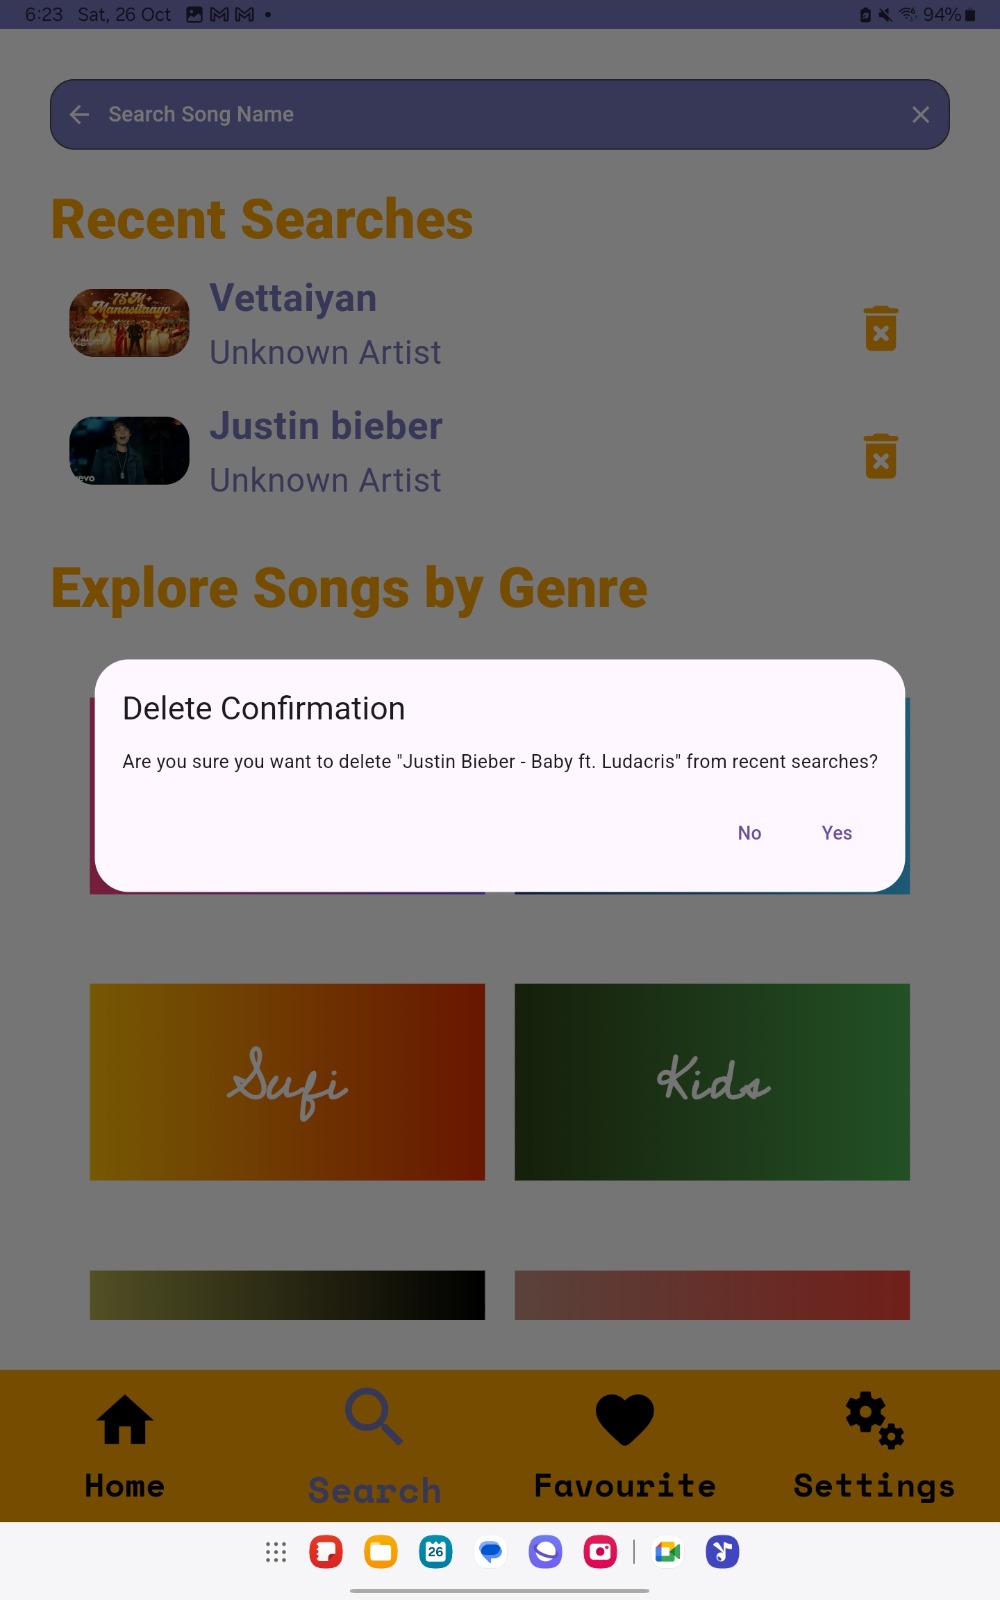 6:23 Sat, 26 Oct 94%
Search Song Name
Recent Searches
75M+
Manasilaayo
Vettaiyan
Unknown Artist
Justin bieber
evo
Unknown Artist
Explore Songs by Genre
Delete Confirmation
Are you sure you want to delete "Justin Bieber - Baby ft. Ludacris" from recent searches?
No Yes
Sufi Kids
Home Search Favourite Settings
26